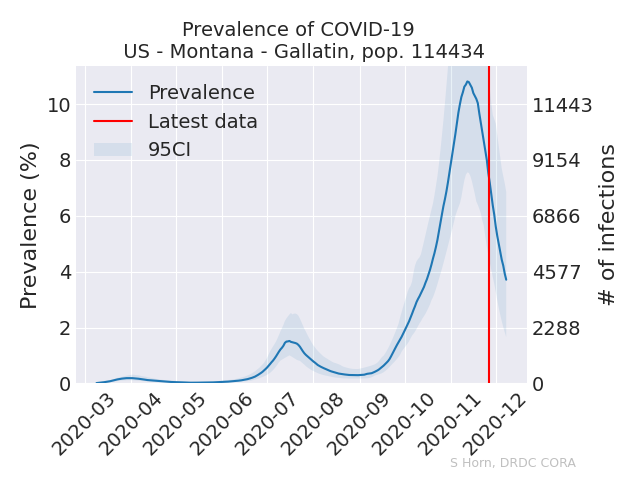 Prevalence of COVID-19
US - Montana - Gallatin, pop. 114434
Prevalence
Latest data
95CI
Prevalence (%)
10
8
6
4
2
0
11443
9154
6866
4577
2288
0
# of infections
2020-03
2020-04
2020-05
2020-06
2020-07
2020-08
2020-09
2020-10
2020-11
2020-12
S Horn, DRDC CORA